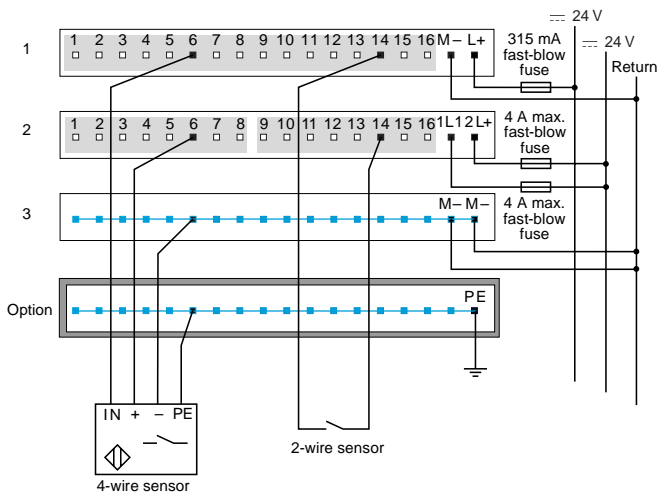 ⎓ 24 V
⎓ 24 V
Return
1
1 2 3 4 5 6 7 8 9 10 11 12 13 14 15 16 M– L+
315 mA
fast-blow
fuse
2
1 2 3 4 5 6 7 8 9 10 11 12 13 14 15 16 1L1 2L+
4 A max.
fast-blow
fuse
3
M– M–
4 A max.
fast-blow
fuse
Option
PE
IN + – PE
4-wire sensor
2-wire sensor